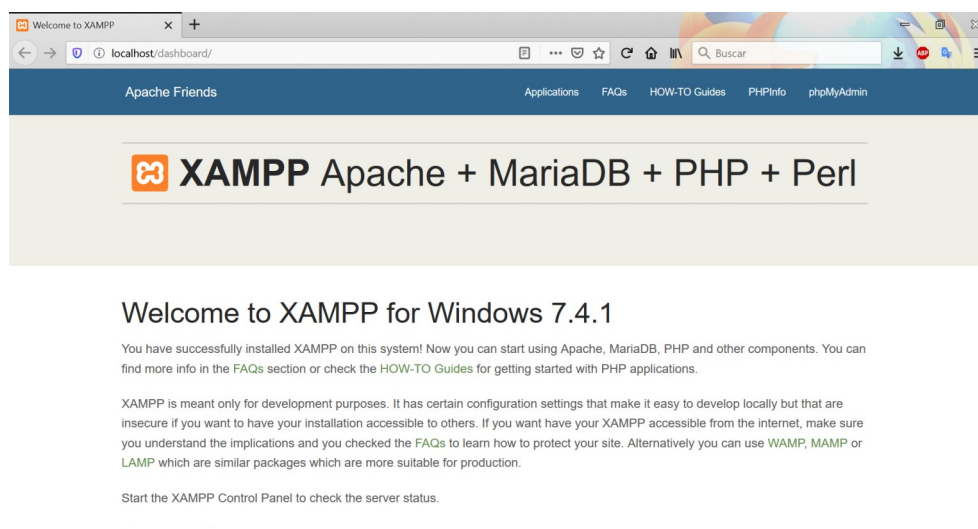 Welcome to XAMPP
localhost/dashboard/
Buscar
ABP
Apache Friends
Applications FAQs HOW-TO Guides PHPInfo phpMyAdmin
XAMPP Apache + MariaDB + PHP + Perl
Welcome to XAMPP for Windows 7.4.1
You have successfully installed XAMPP on this system! Now you can start using Apache, MariaDB, PHP and other components. You can
find more info in the FAQs section or check the HOW-TO Guides for getting started with PHP applications.
XAMPP is meant only for development purposes. It has certain configuration settings that make it easy to develop locally but that are
insecure if you want to have your installation accessible to others. If you want have your XAMPP accessible from the internet, make sure
you understand the implications and you checked the FAQs to learn how to protect your site. Alternatively you can use WAMP, MAMP or
LAMP which are similar packages which are more suitable for production.
Start the XAMPP Control Panel to check the server status.